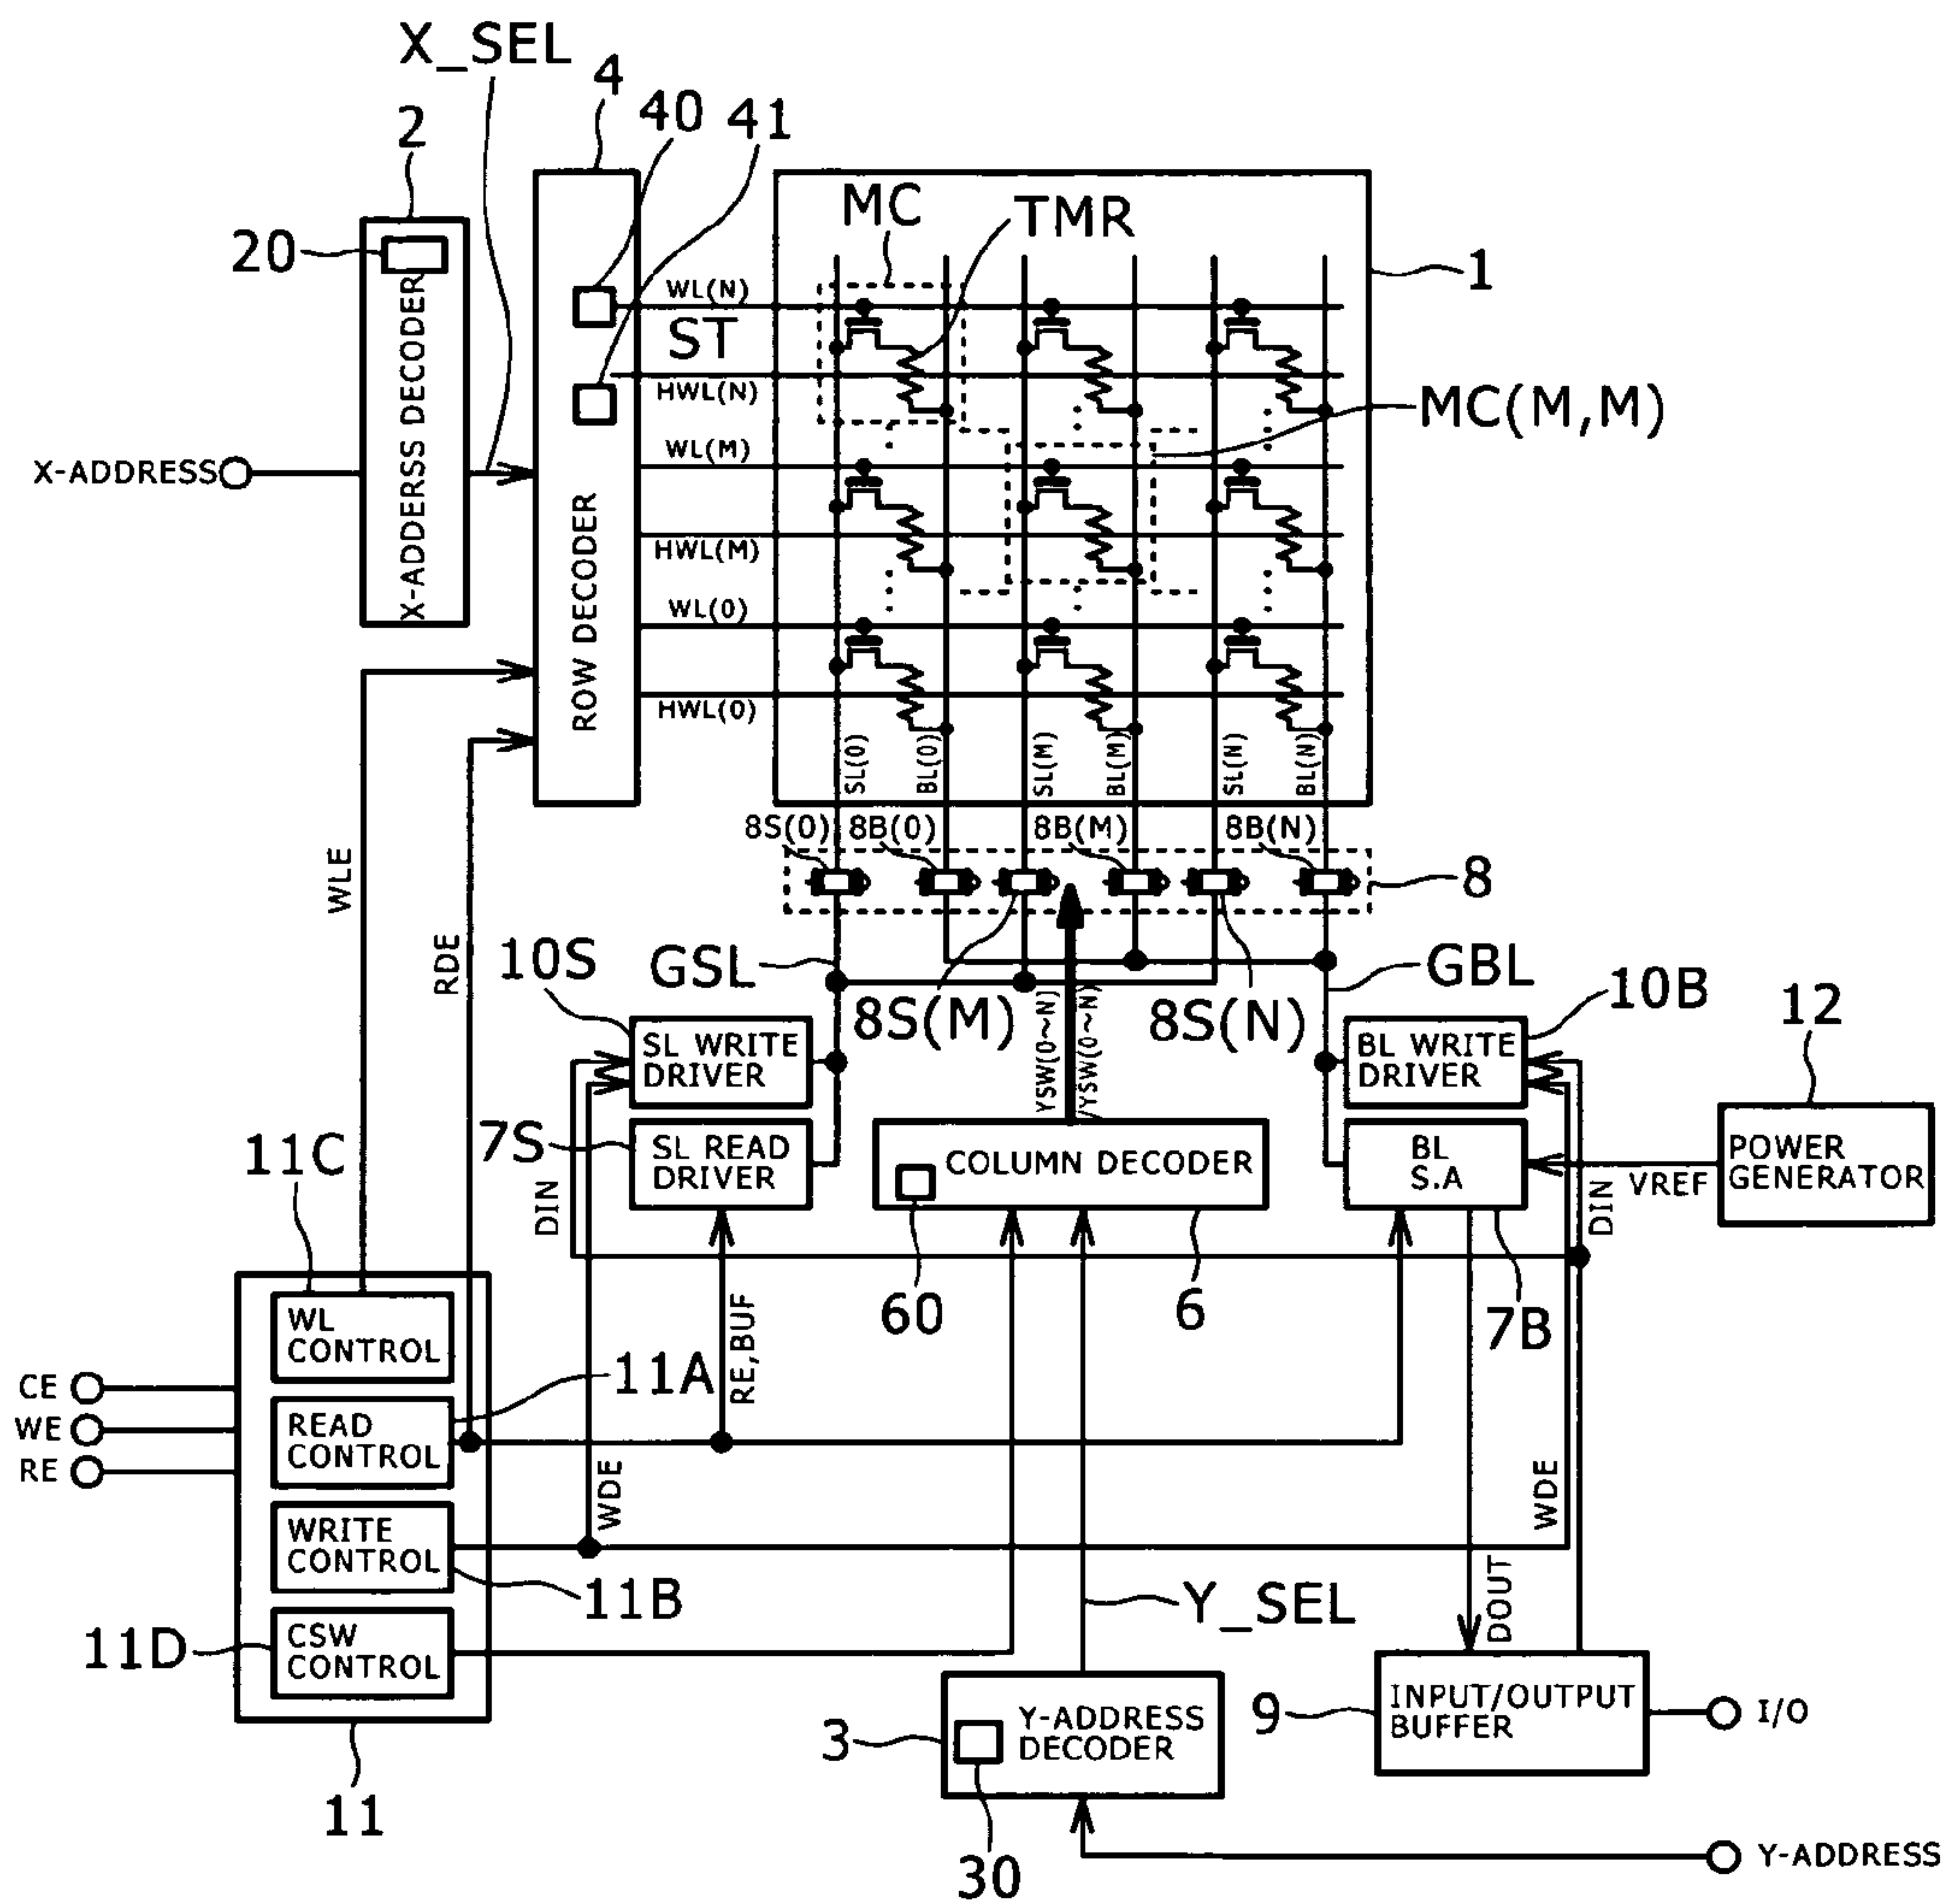 X_SEL
4
40
41
2
MC
TMR
20
1
WL(N)
ST
HWL(N)
MC(M,M)
X-ADDERSS DECODER
X-ADDRESS
WL(M)
ROW DECODER
HWL(M)
WL(0)
HWL(0)
SL(0)
BL(0)
SL(M)
BL(M)
SL(N)
BL(N)
8S(0)
8B(0)
8B(M)
8B(N)
8
WLE
RDE
10S
GSL
GBL
10B
12
8S(M)
8S(N)
YSW(0~N)
/YSW(0~N)
SL WRITE
DRIVER
BL WRITE
DRIVER
11C
7S
SL READ
DRIVER
COLUMN DECODER
BL
S.A
VREF
POWER
GENERATOR
DIN
DIN
60
6
7B
WL
CONTROL
RE,BUF
11A
CE
WE
RE
READ
CONTROL
WDE
WDE
WRITE
CONTROL
11B
Y_SEL
DOUT
11D
CSW
CONTROL
3
Y-ADDRESS
DECODER
9
INPUT/OUTPUT
BUFFER
I/O
11
30
Y-ADDRESS